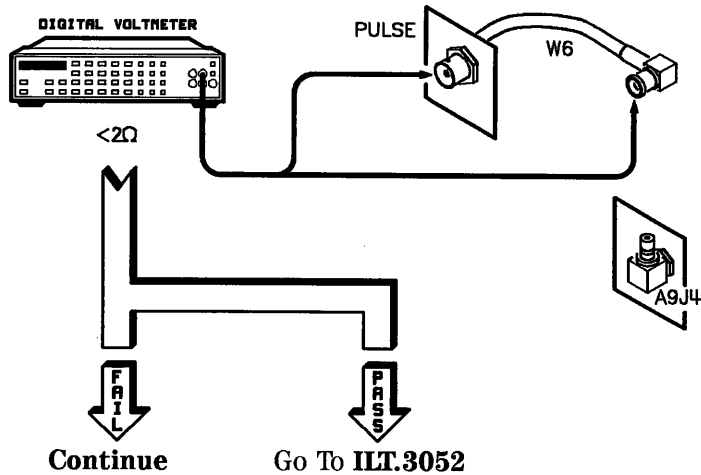 DIGITAL VOLTMETER
PULSE
W6
<2Ω
A9J4
FAIL
PASS
Continue
Go To ILT.3052